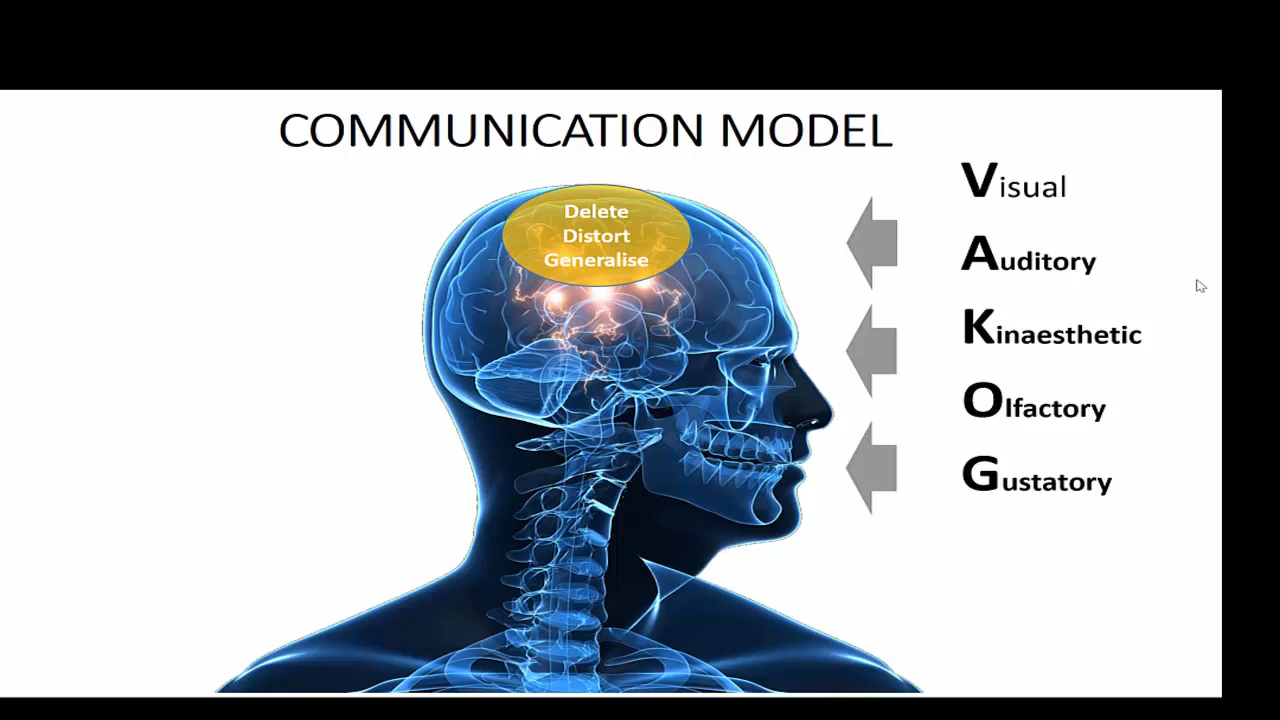 COMMUNICATION MODEL
Delete
Distort
Generalise
Visual
Auditory
Kinaesthetic
Olfactory
Gustatory